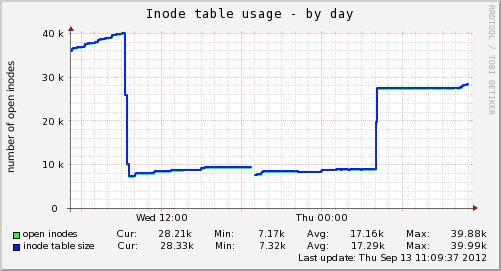 Inode table usage - by day
RRDTOOL / TOBI OETIKER
number of open inodes
40 k
30 k
20 k
10 k
0
Wed 12:00 Thu 00:00
open inodes Cur: 28.21k Min: 7.17k Avg: 17.16k Max: 39.88k
inode table size Cur: 28.33k Min: 7.32k Avg: 17.29k Max: 39.99k
Last update: Thu Sep 13 11:09:37 2012